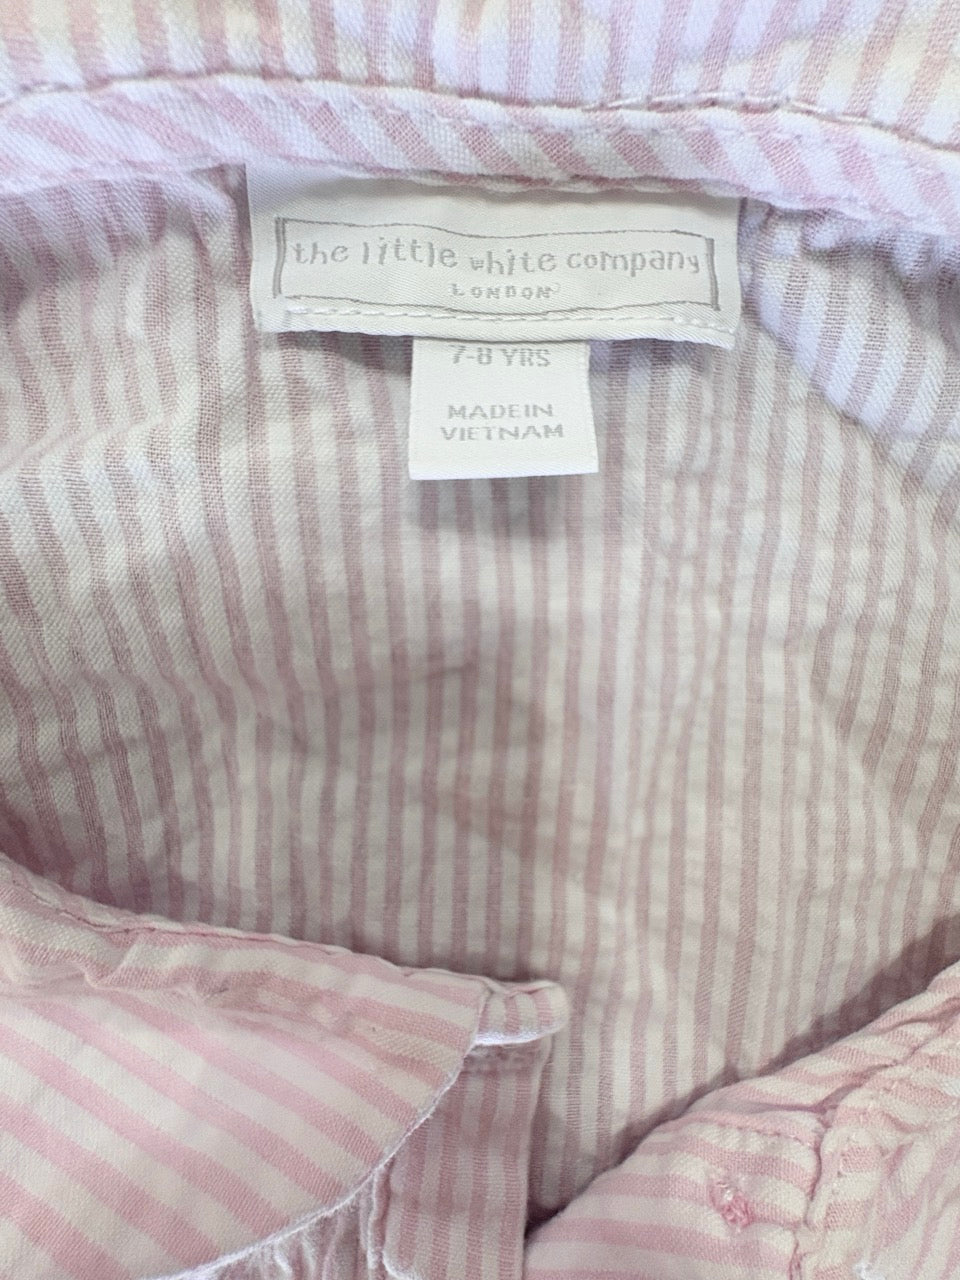 the little white company
LONDON
7-8 YRS
MADE IN
VIETNAM